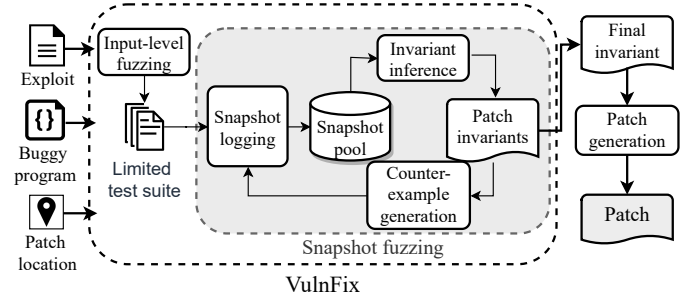 Exploit
Buggy
program
Patch
location
Input-level
fuzzing
Limited
test suite
Snapshot
logging
Snapshot
pool
Invariant
inference
Patch
invariants
Counter-
example
generation
Snapshot fuzzing
VulnFix
Final
invariant
Patch
generation
Patch